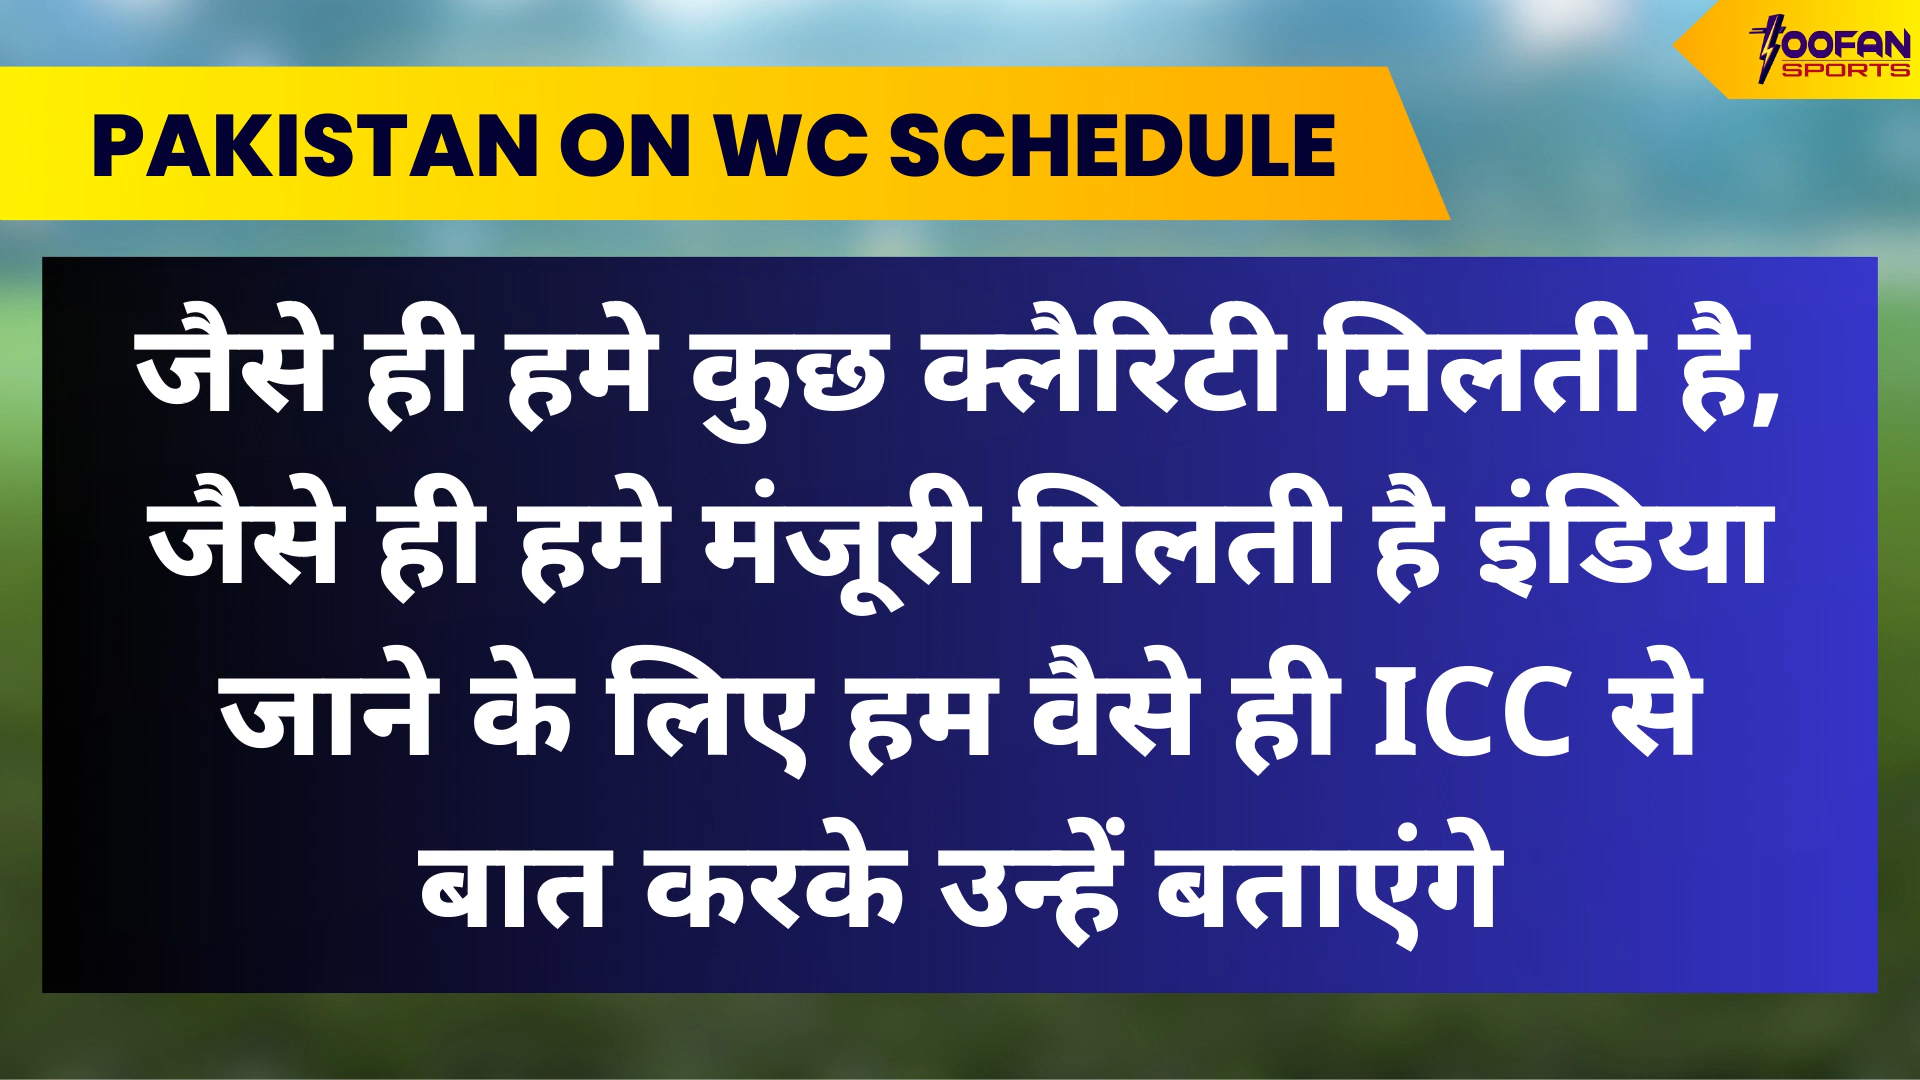 TOOFAN
SPORTS
PAKISTAN ON WC SCHEDULE
जैसे ही हमे कुछ क्लैरिटी मिलती है,
जैसे ही हमे मंजूरी मिलती है इंडिया
जाने के लिए हम वैसे ही ICC से
बात करके उन्हें बताएंगे